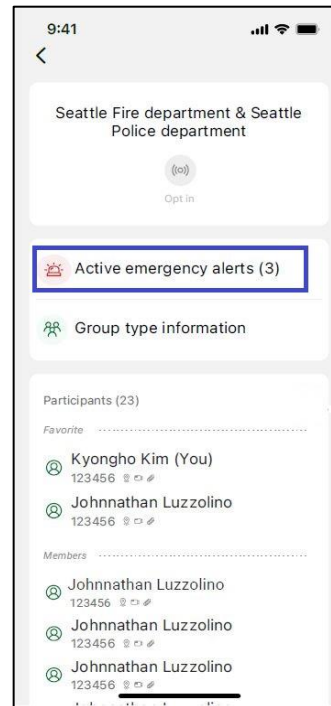 9:41
Seattle Fire department & Seattle
Police department
Opt in
Active emergency alerts (3)
Group type information
Participants (23)
Favorite
Kyongho Kim (You)
123456
Johnnathan Luzzolino
123456
Members
Johnnathan Luzzolino
123456
Johnnathan Luzzolino
123456
Johnnathan Luzzolino
123456